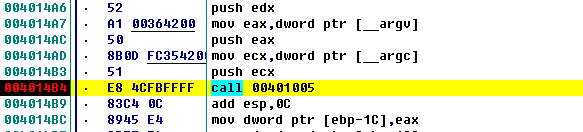 004014A6 . 52 push edx
004014A7 . A1 00364200 mov eax,dword ptr [__argv]
004014AC . 50 push eax
004014AD . 8B0D FC354200 mov ecx,dword ptr [__argc]
004014B3 . 51 push ecx
004014B4 . E8 4CFBFFFF call 00401005
004014B9 . 83C4 0C add esp,0C
004014BC . 8945 E4 mov dword ptr [ebp-1C],eax